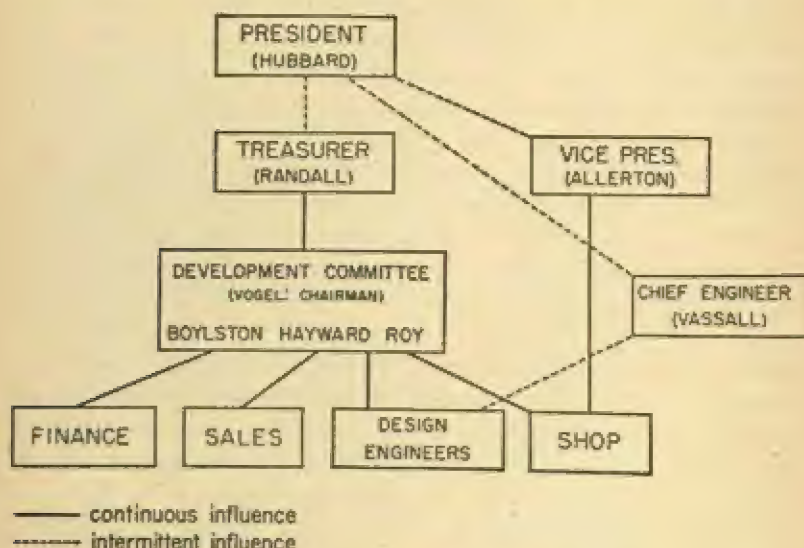 PRESIDENT
(HUBBARD)
TREASURER
(RANDALL)
VICE PRES.
(ALLERTON)
DEVELOPMENT COMMITTEE
(VOGEL: CHAIRMAN)
BOYLSTON HAYWARD ROY
CHIEF ENGINEER
(VASSALL)
FINANCE
SALES
DESIGN
ENGINEERS
SHOP
continuous influence
intermittent influence